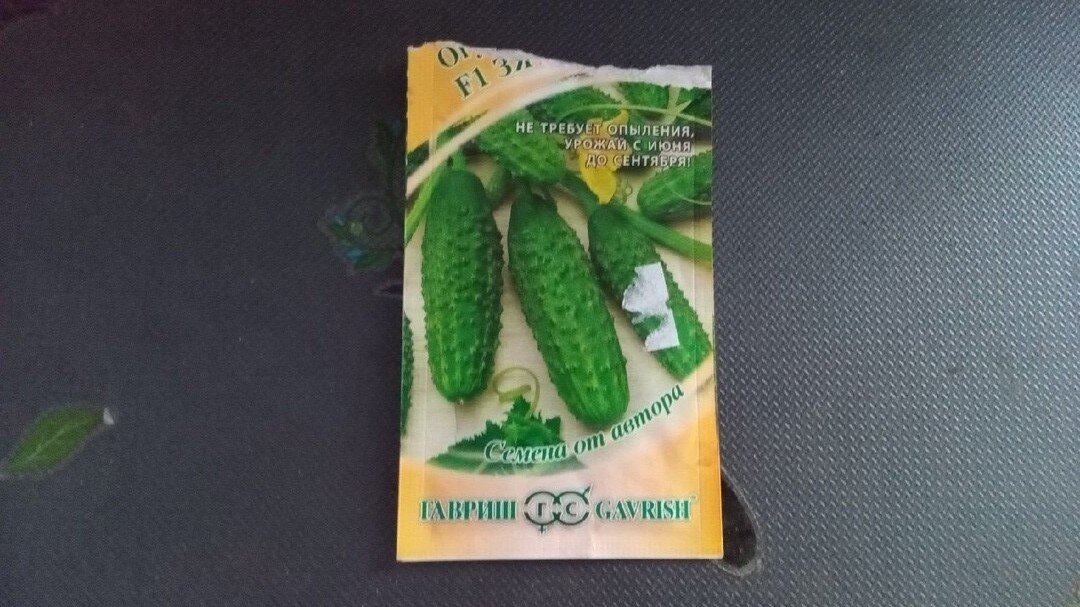 F1
НЕ ТРЕБУЕТ ОПЫЛЕНИЯ,
УРОЖАЙ С ИЮНЯ
ДО СЕНТЯБРЯ!
Семена от автора
ГАВРИШ Г С GAVRISH®